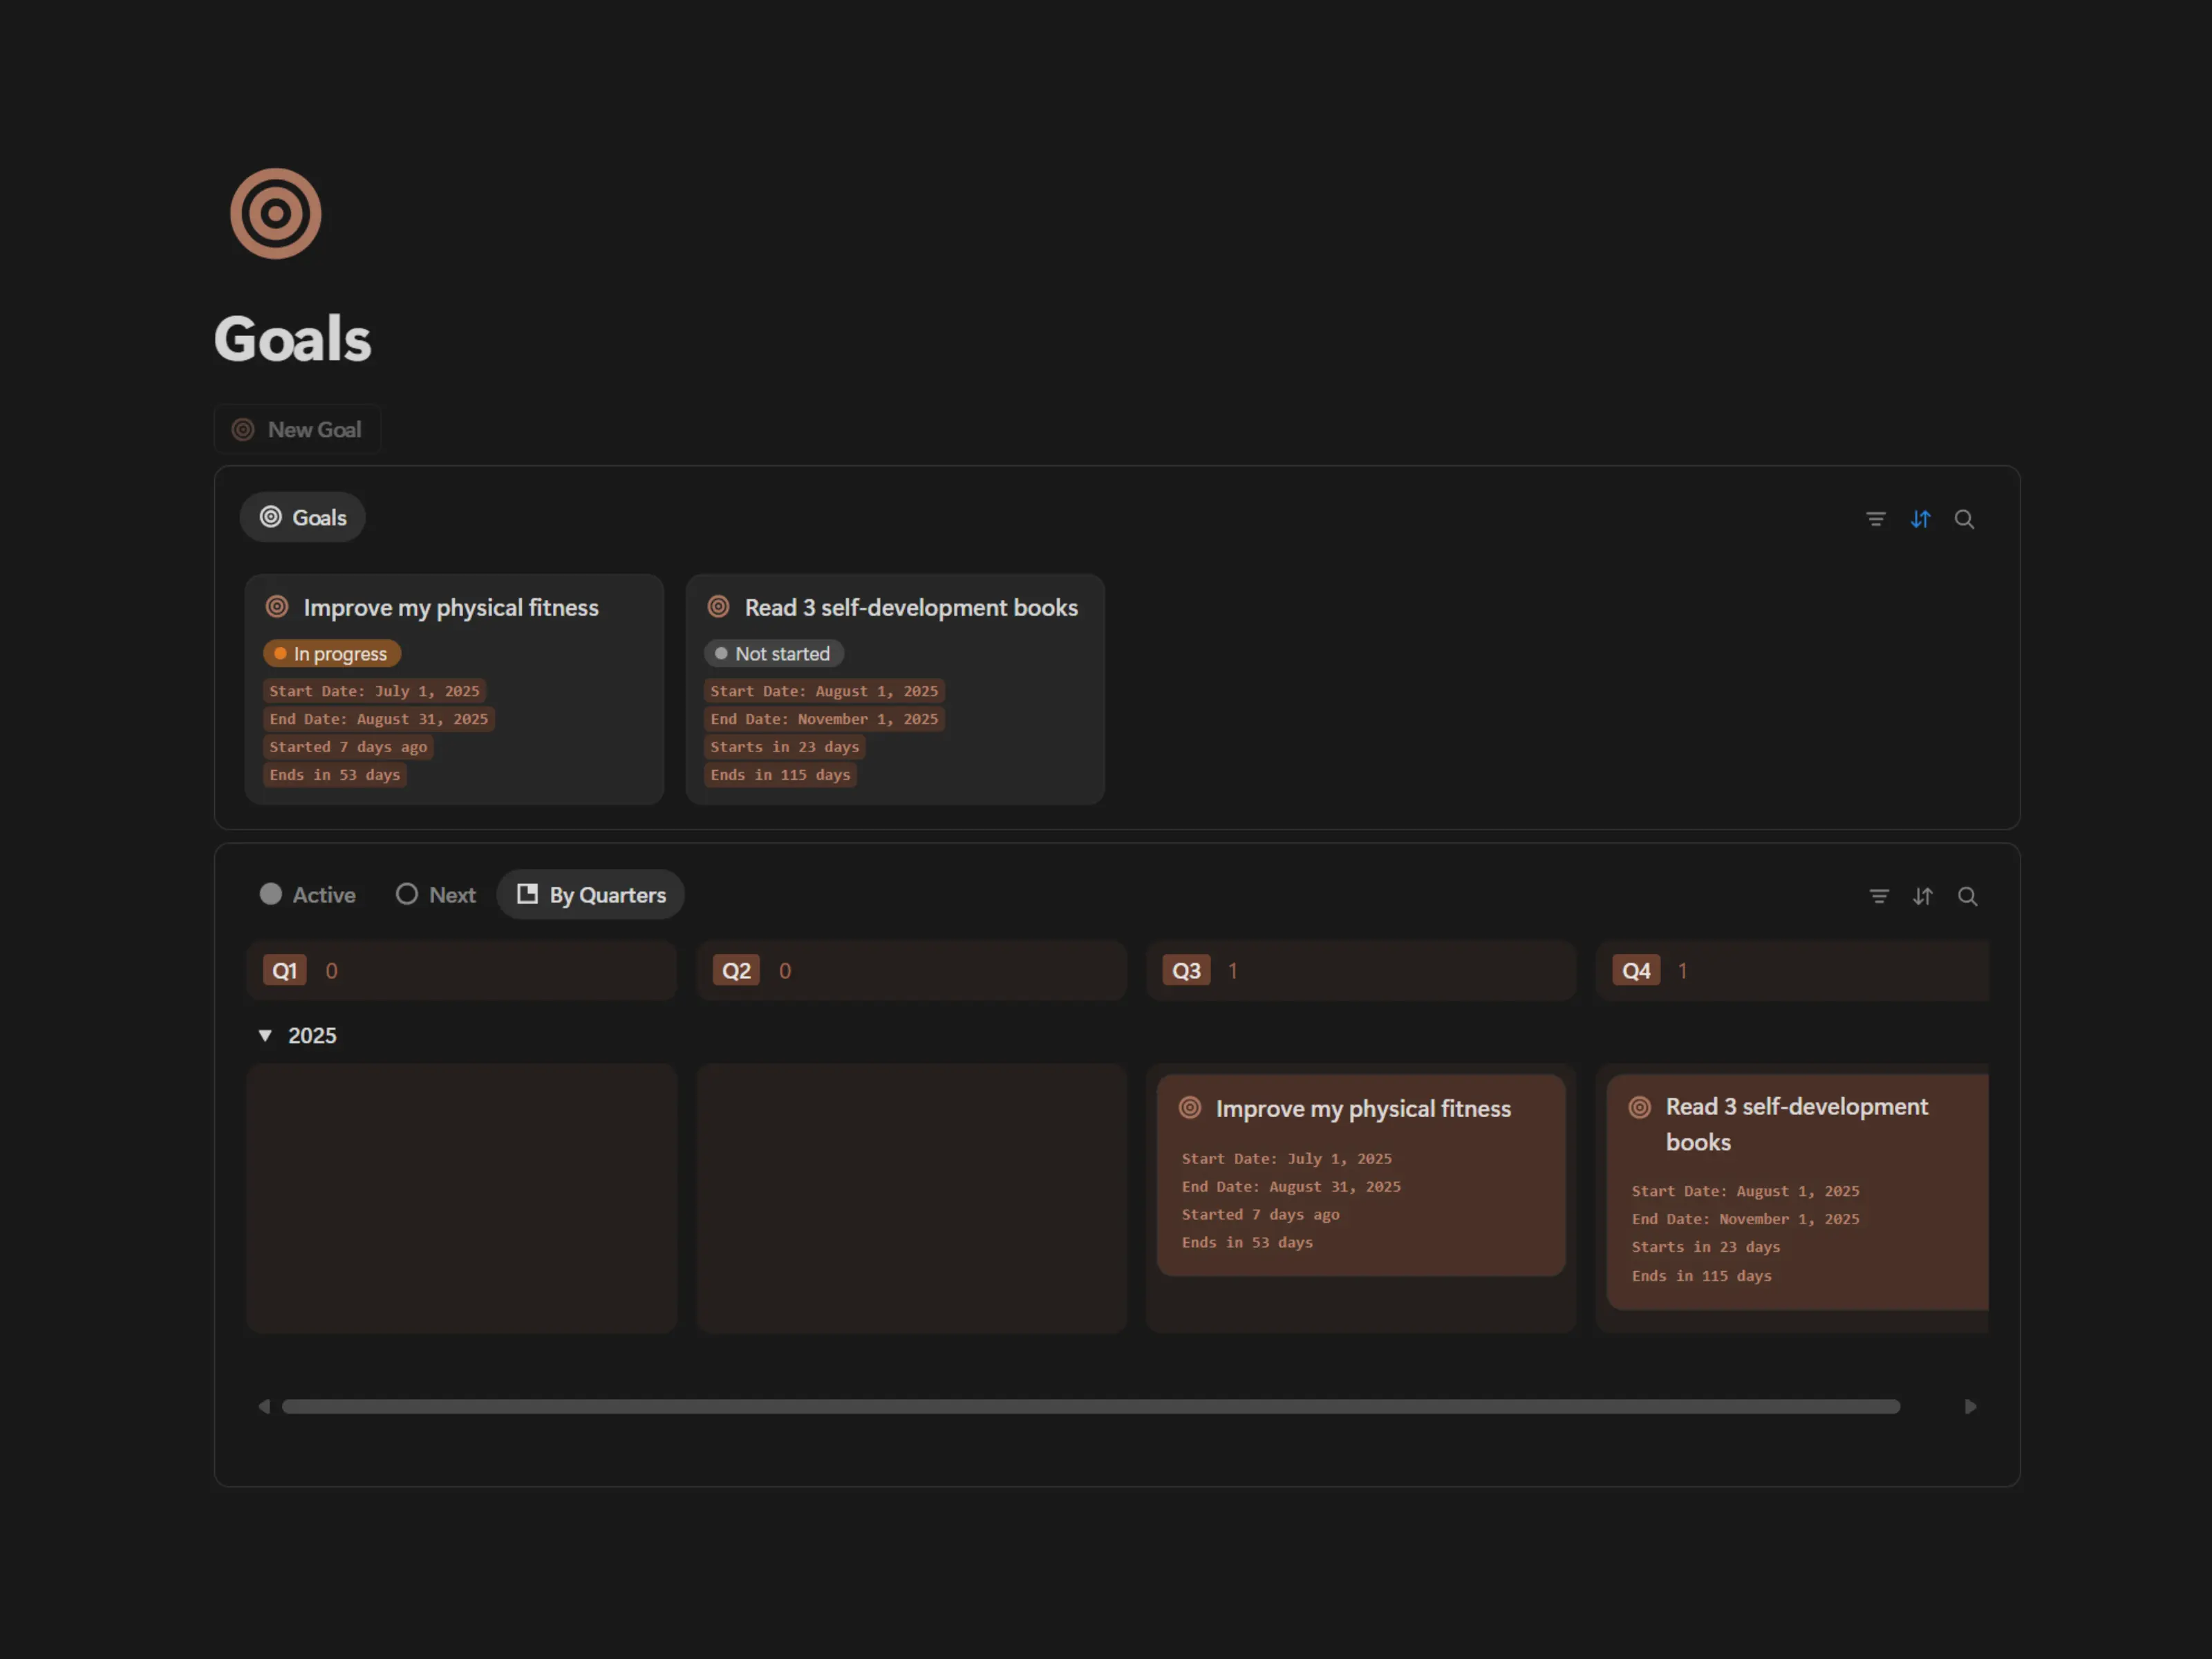 Goals
New Goal
Goals
Improve my physical fitness
In progress
Start Date: July 1, 2025
End Date: August 31, 2025
Started 7 days ago
Ends in 53 days
Read 3 self-development books
Not started
Start Date: August 1, 2025
End Date: November 1, 2025
Starts in 23 days
Ends in 115 days
Active Next By Quarters
Q1 0 Q2 0 Q3 1 Q4 1
2025
Improve my physical fitness
Start Date: July 1, 2025
End Date: August 31, 2025
Started 7 days ago
Ends in 53 days
Read 3 self-development
books
Start Date: August 1, 2025
End Date: November 1, 2025
Starts in 23 days
Ends in 115 days